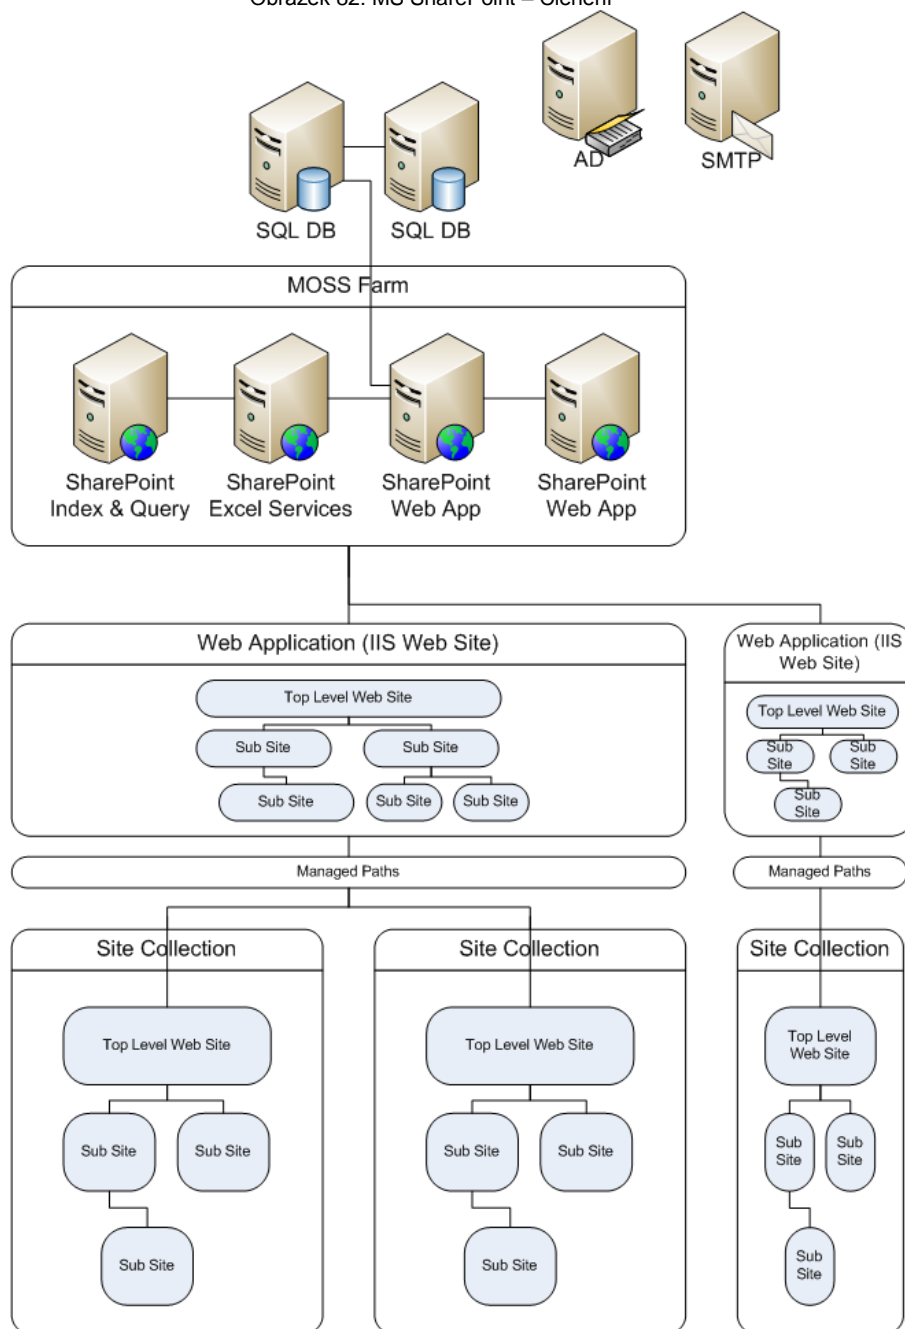 Obrázek MS SharePoint – Členění
AD
SMTP
SQL DB
SQL DB
MOSS Farm
SharePoint
Index & Query
SharePoint
Excel Services
SharePoint
Web App
SharePoint
Web App
Web Application (IIS Web Site)
Top Level Web Site
Sub Site
Sub Site
Sub Site
Sub Site
Sub Site
Web Application (IIS
Web Site)
Top Level Web Site
Sub
Site
Sub
Site
Sub
Site
Managed Paths
Managed Paths
Site Collection
Top Level Web Site
Sub Site
Sub Site
Sub Site
Site Collection
Top Level Web Site
Sub Site
Sub Site
Sub Site
Site Collection
Top Level
Web Site
Sub
Site
Sub
Site
Sub
Site